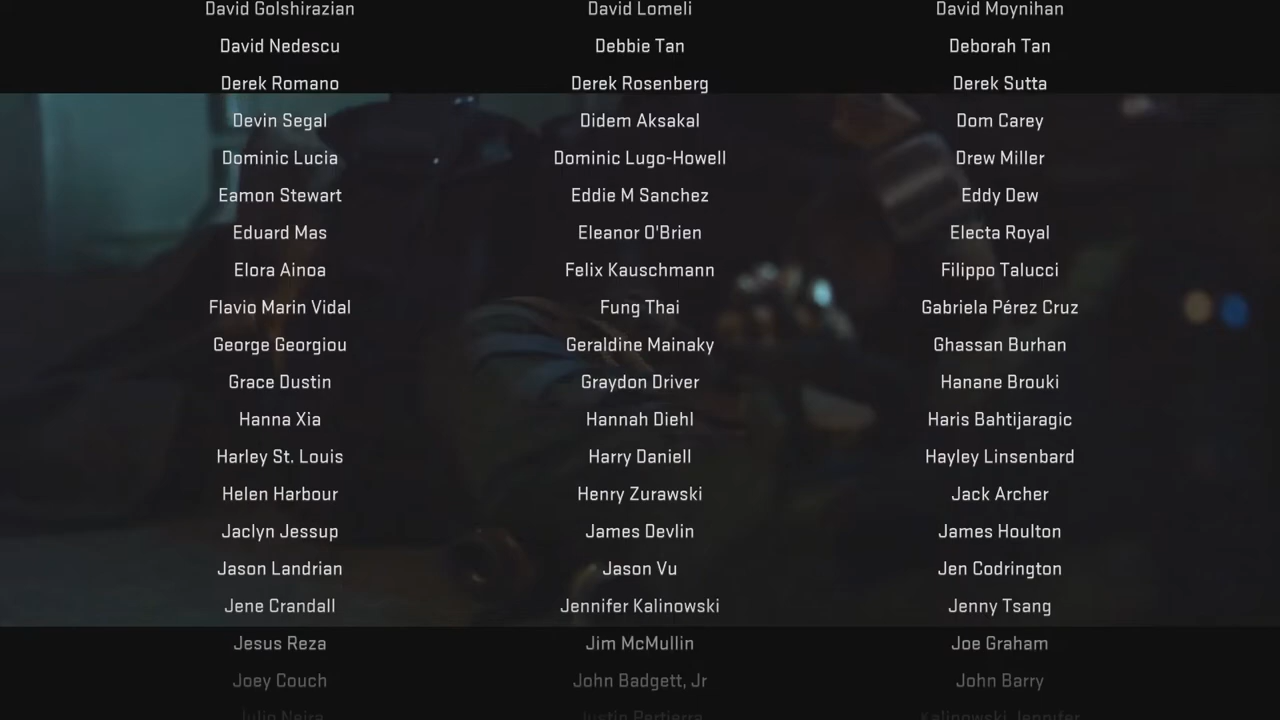 David Golshirazian David Lomeli David Moynihan
David Nedescu Debbie Tan Deborah Tan
Derek Romano Derek Rosenberg Derek Sutta
Devin Segal Didem Aksakal Dom Carey
Dominic Lucia Dominic Lugo-Howell Drew Miller
Eamon Stewart Eddie M Sanchez Eddy Dew
Eduard Mas Eleanor O'Brien Electa Royal
Elora Ainoa Felix Kauschmann Filippo Talucci
Flavio Marin Vidal Fung Thai Gabriela Pérez Cruz
George Georgiou Geraldine Mainaky Ghassan Burhan
Grace Dustin Graydon Driver Hanane Brouki
Hanna Xia Hannah Diehl Haris Bahtijaragic
Harley St. Louis Harry Daniell Hayley Linsenbard
Helen Harbour Henry Zurawski Jack Archer
Jaclyn Jessup James Devlin James Houlton
Jason Landrian Jason Vu Jen Codrington
Jene Crandall Jennifer Kalinowski Jenny Tsang
Jesus Reza Jim McMullin Joe Graham
Joey Couch John Badgett, Jr John Barry
Kalinowski Jennifer